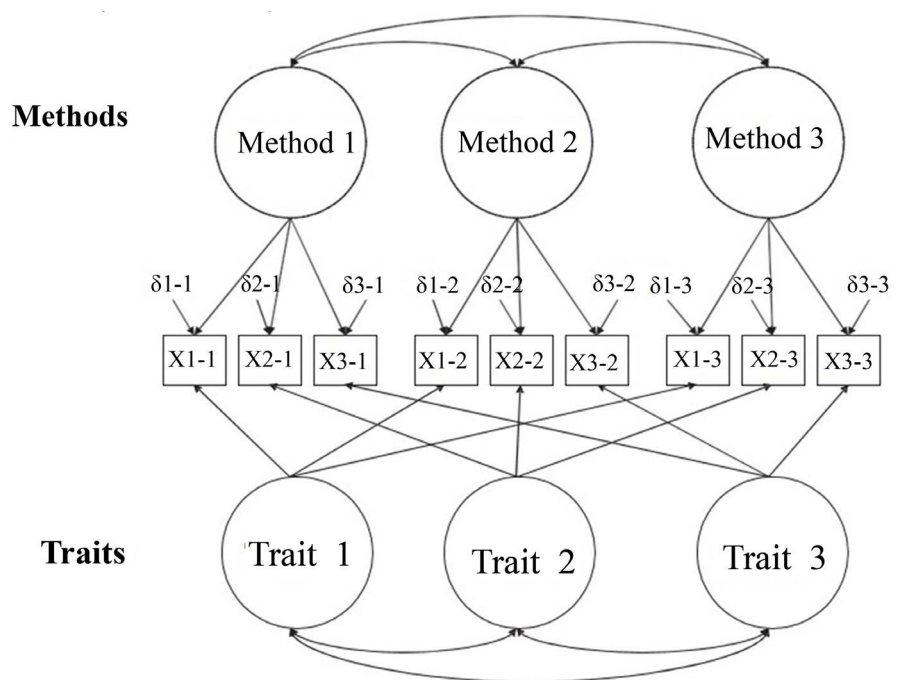 Methods
Method 1 Method 2 Method 3
δ1-1 δ2-1 δ3-1 δ1-2 δ2-2 δ3-2 δ1-3 δ2-3 δ3-3
X1-1 X2-1 X3-1 X1-2 X2-2 X3-2 X1-3 X2-3 X3-3
Traits
Trait 1 Trait 2 Trait 3